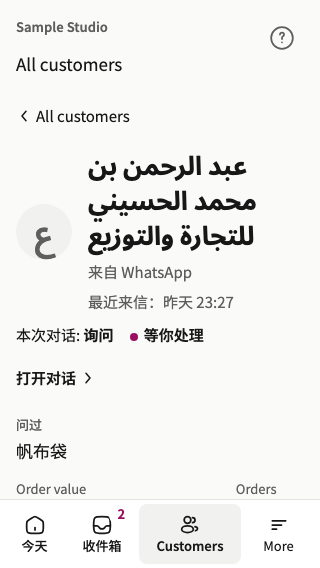 Sample Studio
All customers
All customers
عبد الرحمن بن
محمد الحسيني
للتجارة والتوزيع
ع
来自 WhatsApp
最近来信：昨天 23:27
本次对话: 询问 等你处理
打开对话
问过
帆布袋
Order value Orders
2
今天 收件箱 Customers More